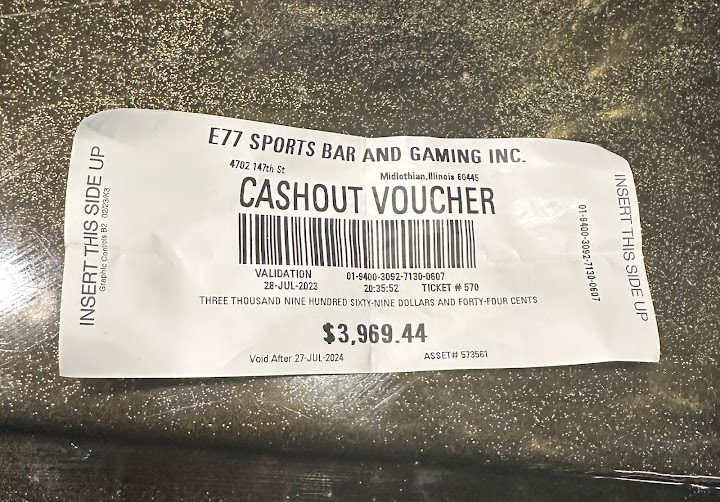 E77 SPORTS BAR AND GAMING INC.
4702 147th St
Midlothian,Illinois 60445
CASHOUT VOUCHER
VALIDATION 01-9400-3092-7130-0607
28-JUL-2023 20:35:52 TICKET # 570
THREE THOUSAND NINE HUNDRED SIXTY-NINE DOLLARS AND FORTY-FOUR CENTS
$3,969.44
Void After 27-JUL-2024 ASSET# 573561
INSERT THIS SIDE UP
Graphic Controls B2 02/23/K3
01-9400-3092-7130-0607
INSERT THIS SIDE UP